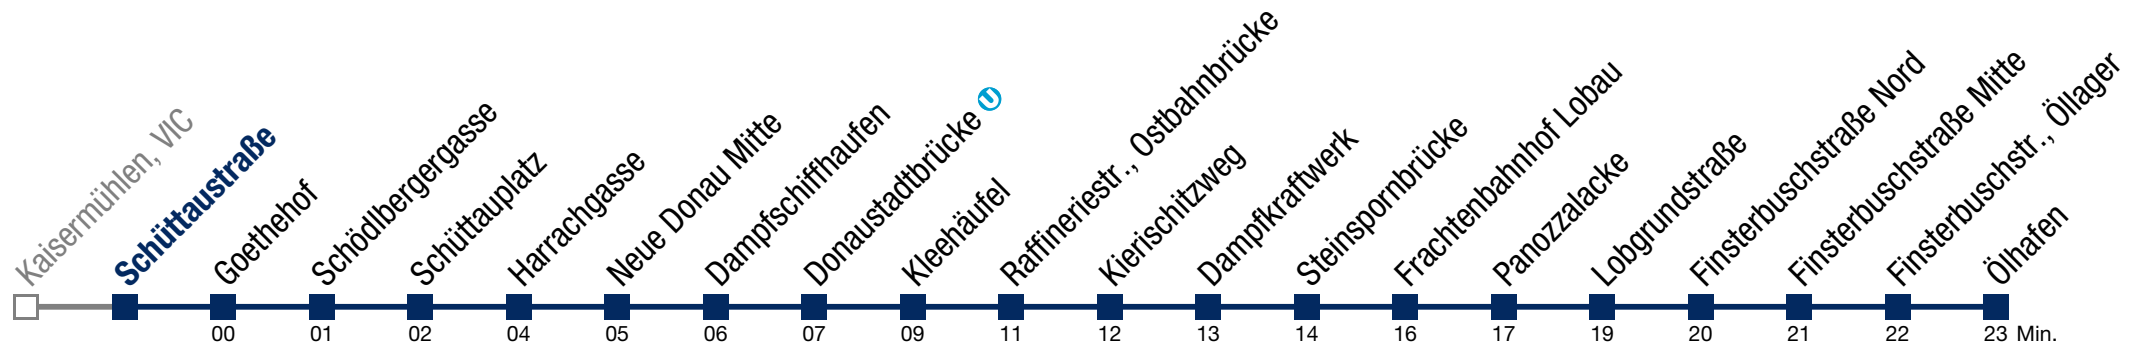 Kaisermühlen, VIC
Schüttaustraße
Goethehof
Schödlbergergasse
Schüttauplatz
Harrachgasse
Neue Donau Mitte
Dampfschiffhaufen
Donaustadtbrücke U
Kleehäufel
Raffineriestr., Ostbahnbrücke
Kierischitzweg
Dampfkraftwerk
Steinspornbrücke
Frachtenbahnhof Lobau
Panozzalacke
Lobgrundstraße
Finsterbuschstraße Nord
Finsterbuschstraße Mitte
Finsterbuschstr., Öllager
Ölhafen
00 01 02 04 05 06 07 09 11 12 13 14 16 17 19 20 21 22 23 Min.